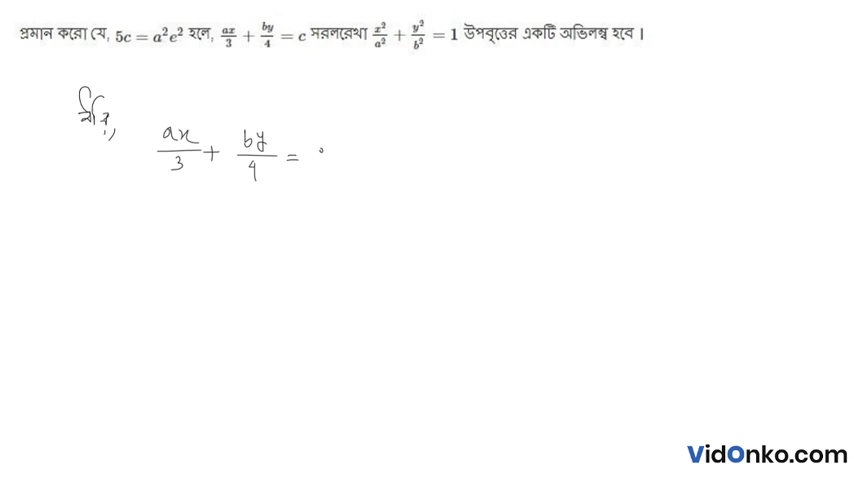 প্রমান করো যে, 5c = a²e² হলে, ax/3 + by/4 = c সরলরেখা x²/a² + y²/b² = 1 উপবৃত্তের একটি অভিলম্ব হবে ।
ধরি,
ax/3 + by/4 =
VidOnko.com